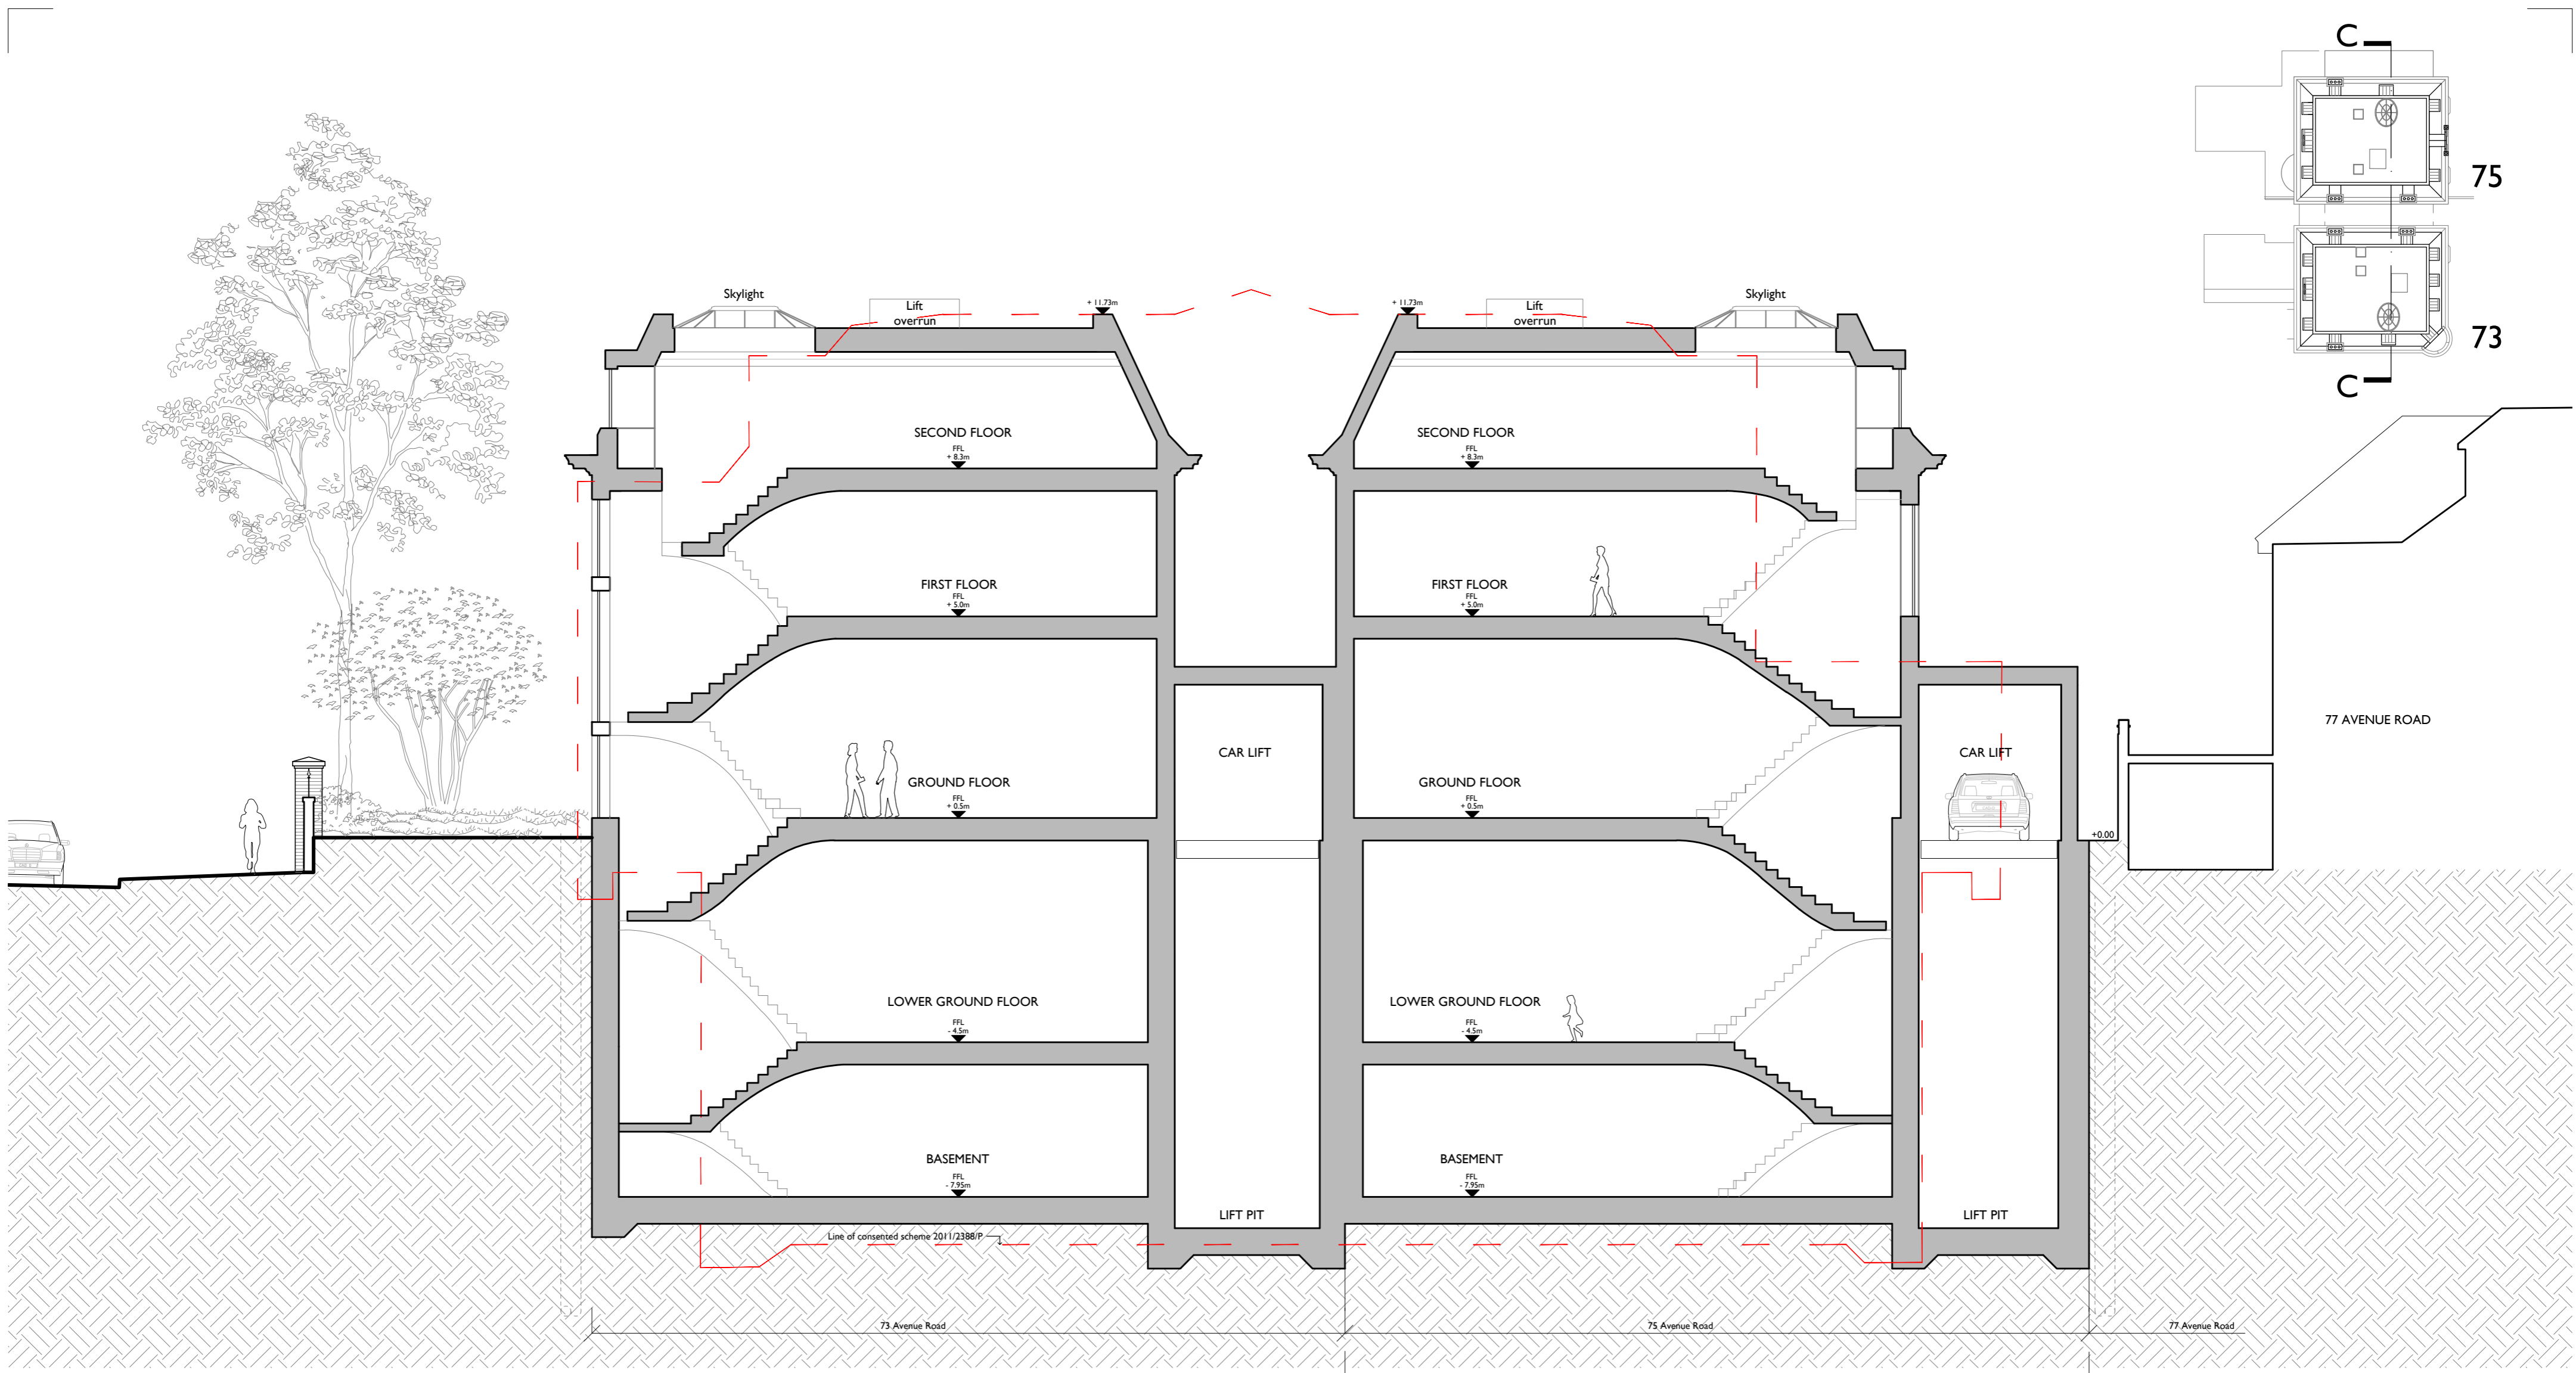 C
75
73
C
Skylight
Lift
overrun
+ 11.73m
+ 11.73m
Lift
overrun
Skylight
SECOND FLOOR
FFL
+ 8.3m
SECOND FLOOR
FFL
+ 8.3m
FIRST FLOOR
FFL
+ 5.0m
FIRST FLOOR
FFL
+ 5.0m
77 AVENUE ROAD
CAR LIFT
CAR LIFT
GROUND FLOOR
FFL
+ 0.5m
GROUND FLOOR
FFL
+ 0.5m
+0.00
LOWER GROUND FLOOR
FFL
- 4.5m
LOWER GROUND FLOOR
FFL
- 4.5m
BASEMENT
FFL
- 7.95m
BASEMENT
FFL
- 7.95m
LIFT PIT
LIFT PIT
Line of consented scheme 2011/2388/P
73 Avenue Road
75 Avenue Road
77 Avenue Road